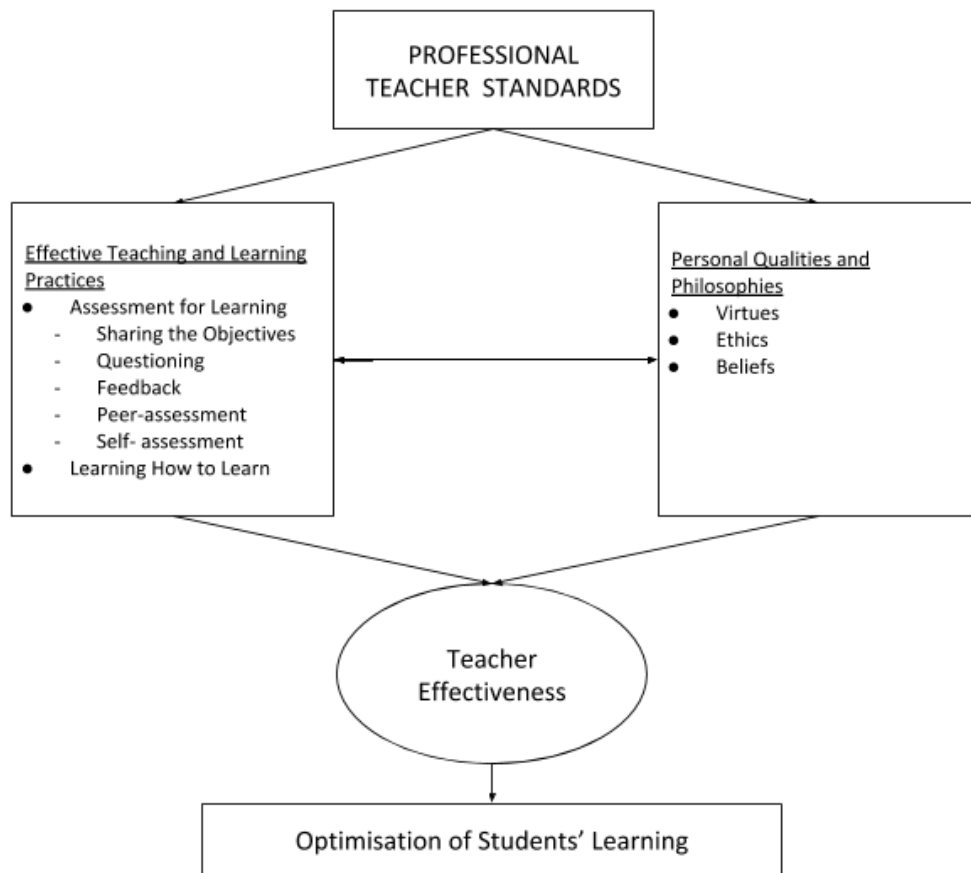 PROFESSIONAL
TEACHER STANDARDS
Effective Teaching and Learning
Practices
● Assessment for Learning
- Sharing the Objectives
- Questioning
- Feedback
- Peer-assessment
- Self- assessment
● Learning How to Learn
Personal Qualities and
Philosophies
● Virtues
● Ethics
● Beliefs
Teacher
Effectiveness
Optimisation of Students’ Learning